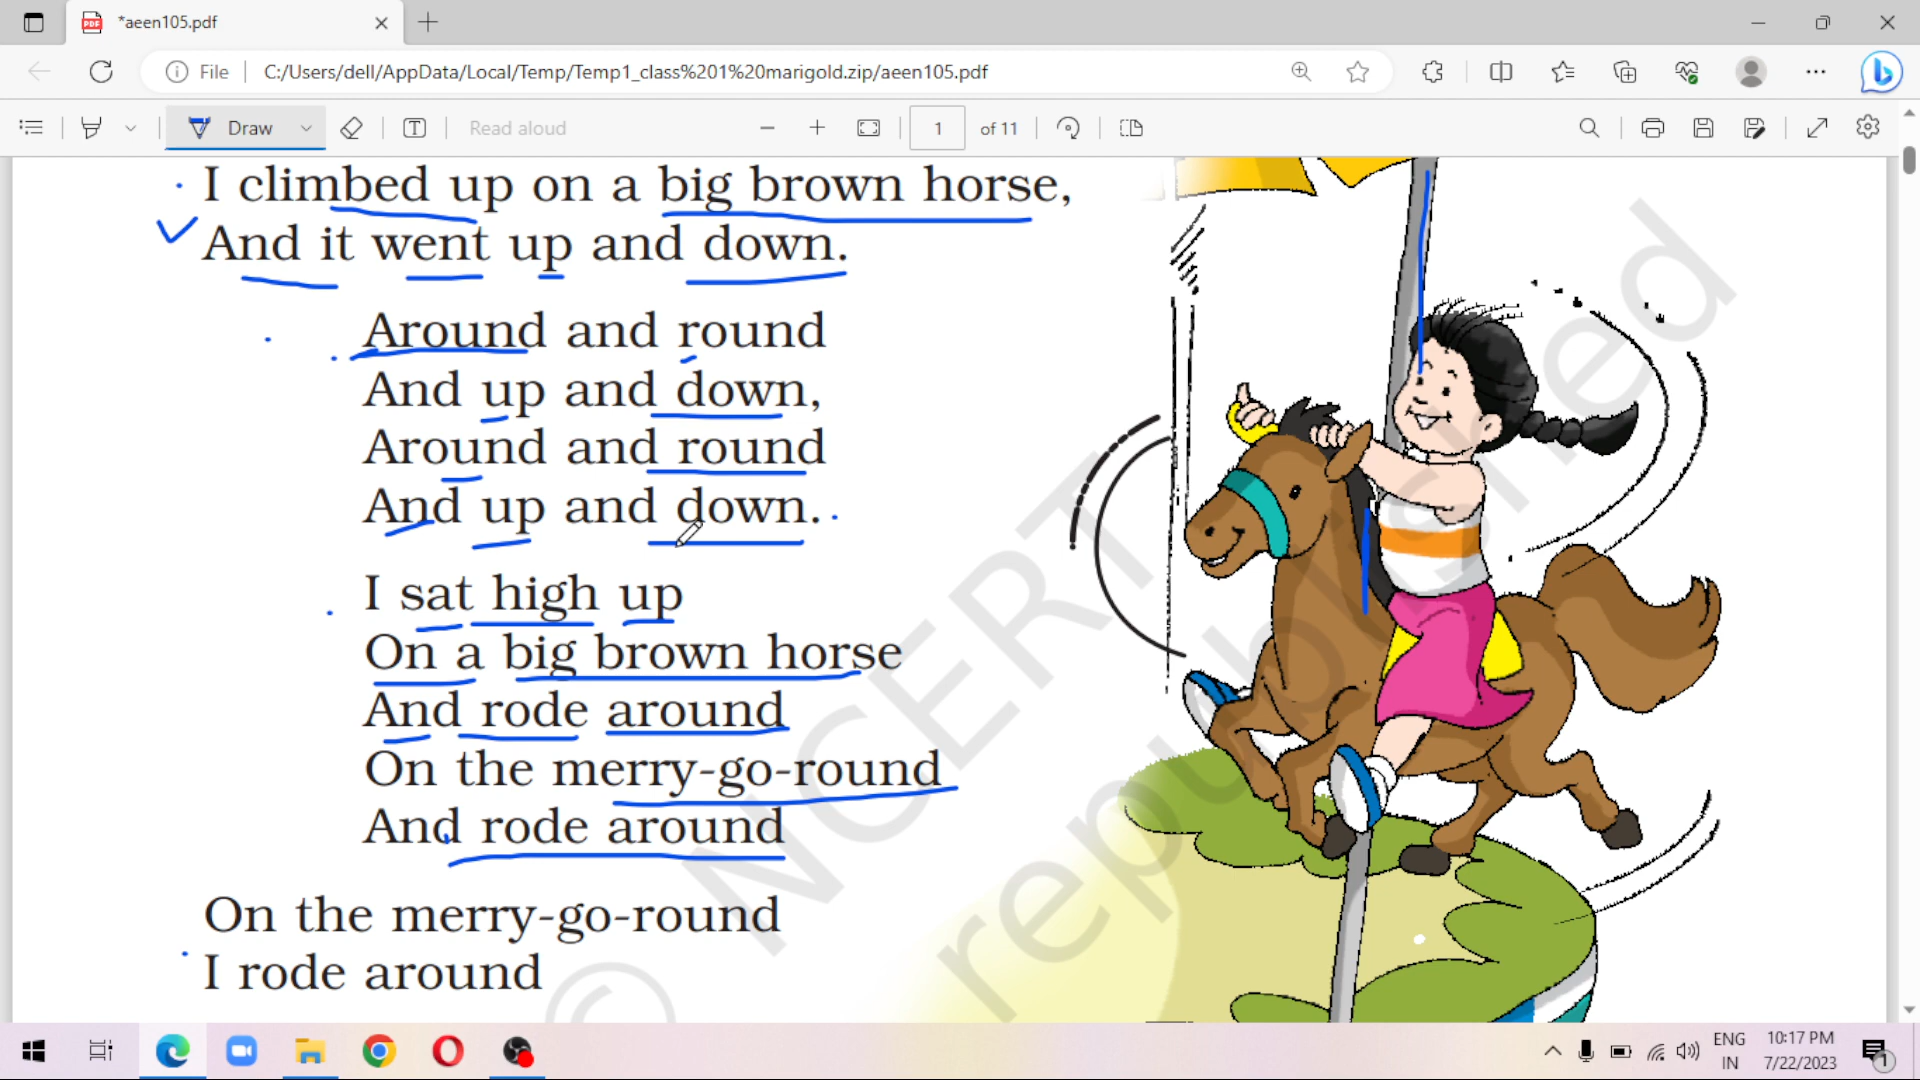 *aeen105.pdf
File
C:/Users/dell/AppData/Local/Temp/Temp1_class%201%20marigold.zip/aeen105.pdf
Draw
Read aloud
1
of 11
I climbed up on a big brown horse,
And it went up and down.
Around and round
And up and down,
Around and round
And up and down.
I sat high up
On a big brown horse
And rode around
On the merry-go-round
And rode around
On the merry-go-round
I rode around
© NCERT
republished
ENG
IN
10:17 PM
7/22/2023
1